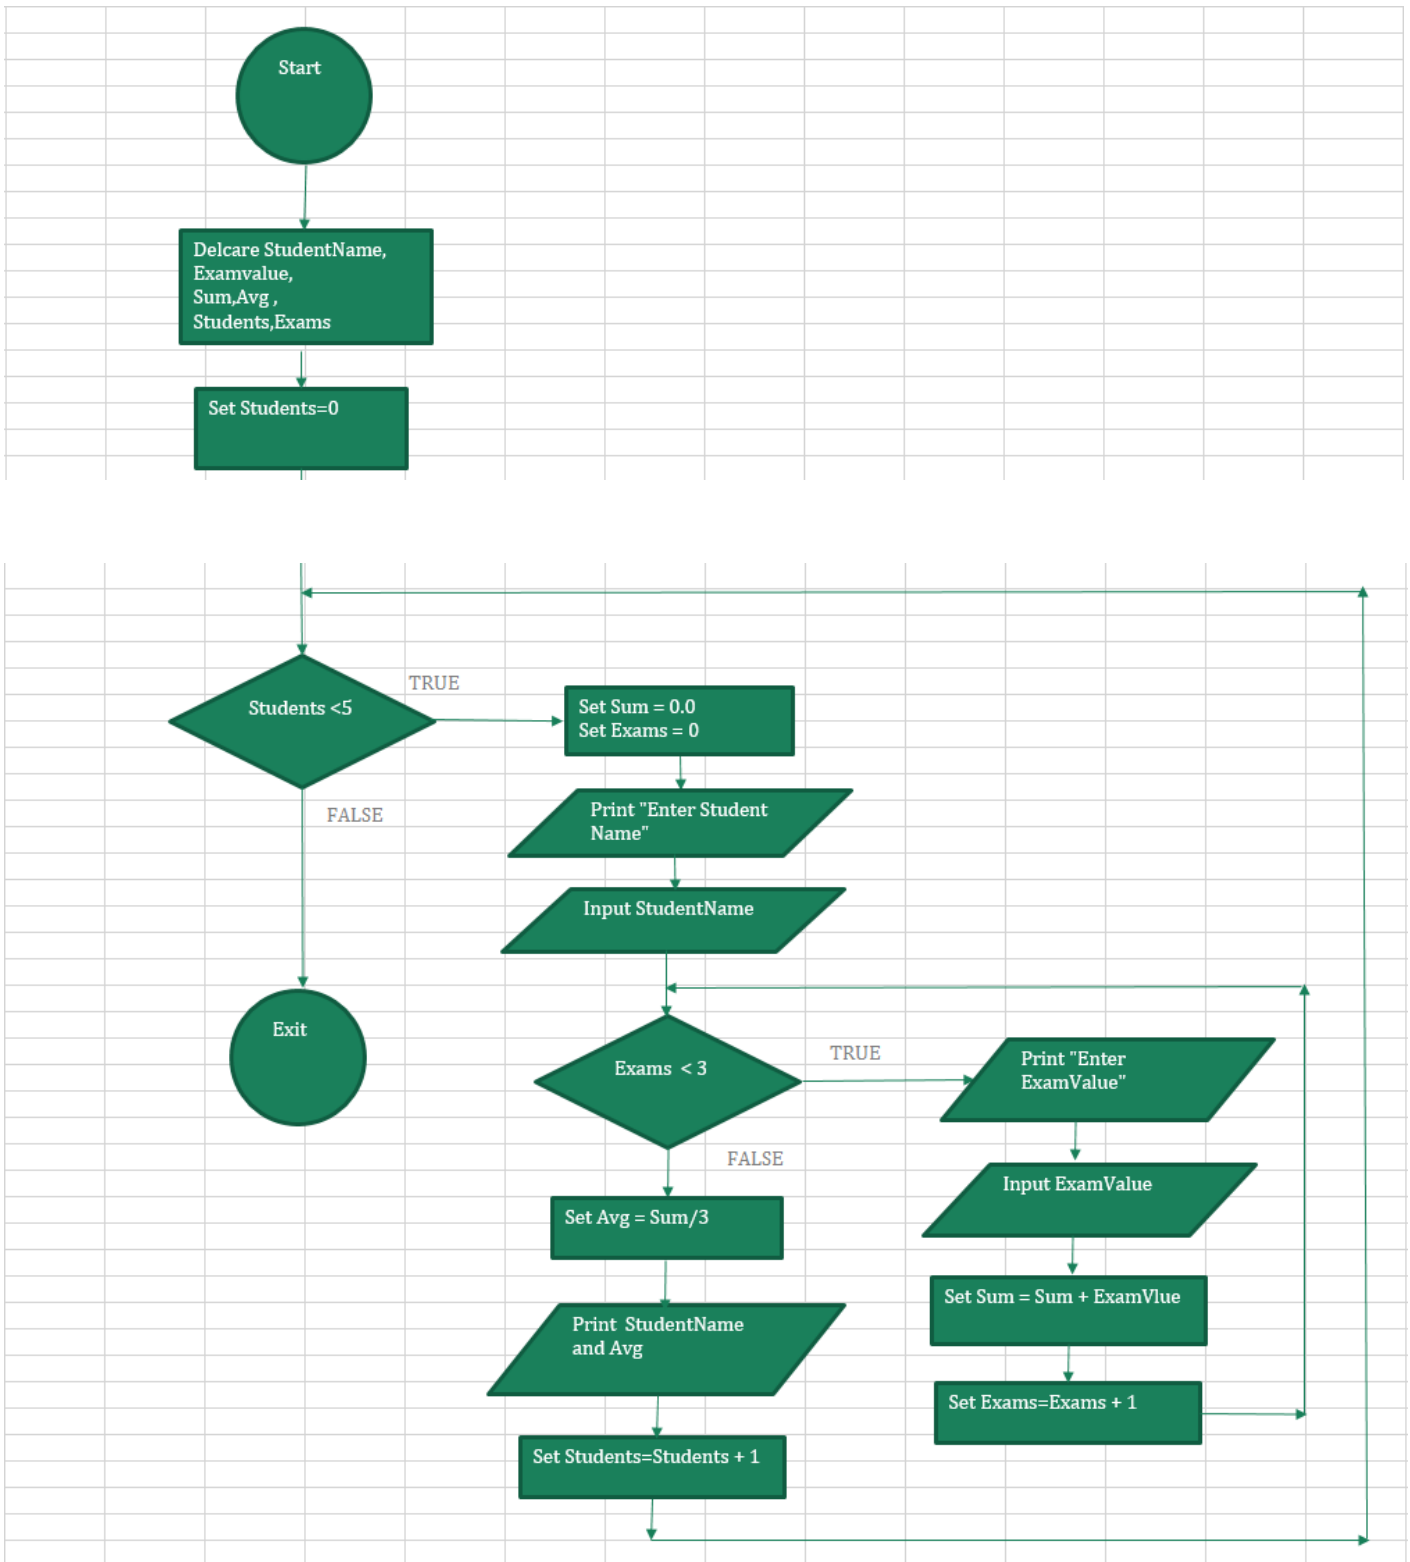 Start
Delcare StudentName,
Examvalue,
Sum,Avg ,
Students,Exams
Set Students=0
Students <5
TRUE
FALSE
Exit
Set Sum = 0.0
Set Exams = 0
Print "Enter Student
Name"
Input StudentName
Exams < 3
TRUE
FALSE
Print "Enter
ExamValue"
Input ExamValue
Set Sum = Sum + ExamVlue
Set Exams=Exams + 1
Set Avg = Sum/3
Print StudentName
and Avg
Set Students=Students + 1